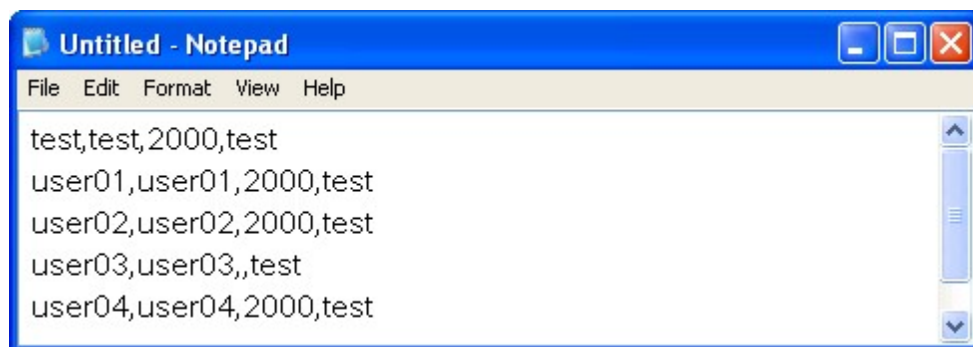 Untitled - Notepad
File Edit Format View Help
test,test,2000,test
user01,user01,2000,test
user02,user02,2000,test
user03,user03,,test
user04,user04,2000,test